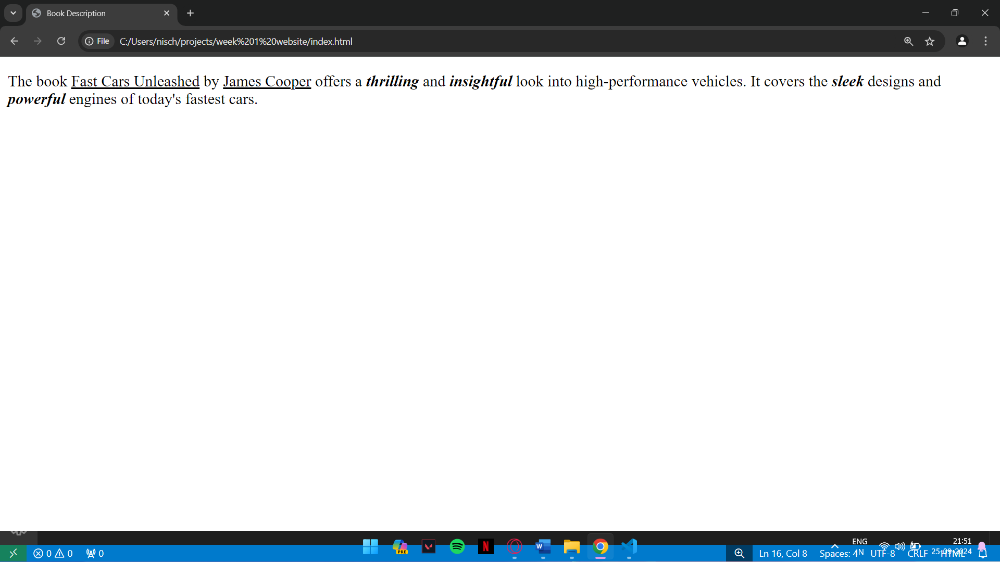 Book Description
File C:/Users/nisch/projects/week%201%20website/index.html
The book Fast Cars Unleashed by James Cooper offers a thrilling and insightful look into high-performance vehicles. It covers the sleek designs and
powerful engines of today's fastest cars.
PRE
N
W
ENG
IN
21:51
25-09-2024
0 0 0
Ln 16, Col 8 Spaces: 4 UTF-8 CRLF HTML